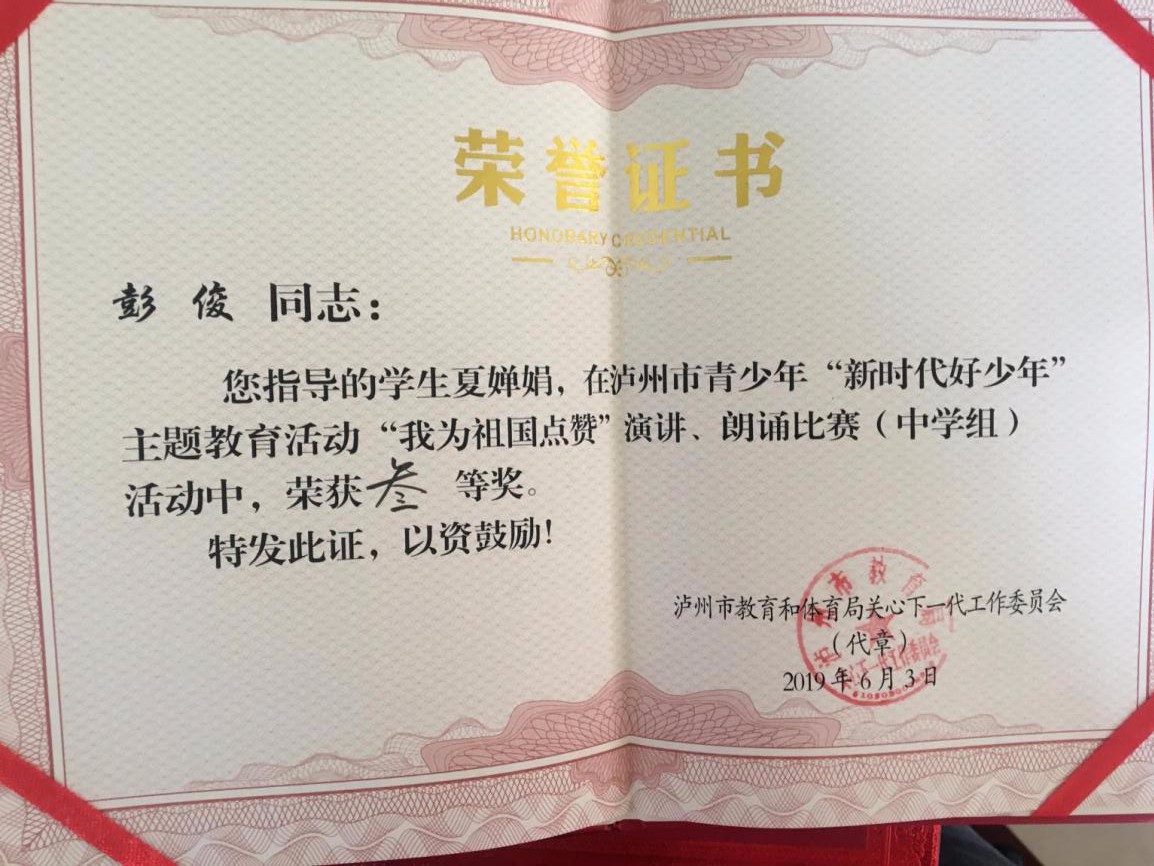 荣誉证书
HONORARY CREDENTIAL
彭 俊 同志：
您指导的学生夏婵娟，在泸州市青少年“新时代好少年”
主题教育活动“我为祖国点赞”演讲、朗诵比赛（中学组）
活动中，荣获叁 等奖。
特发此证，以资鼓励！
泸州市教育和体育局关心下一代工作委员会
（代章）
2019年6月3日